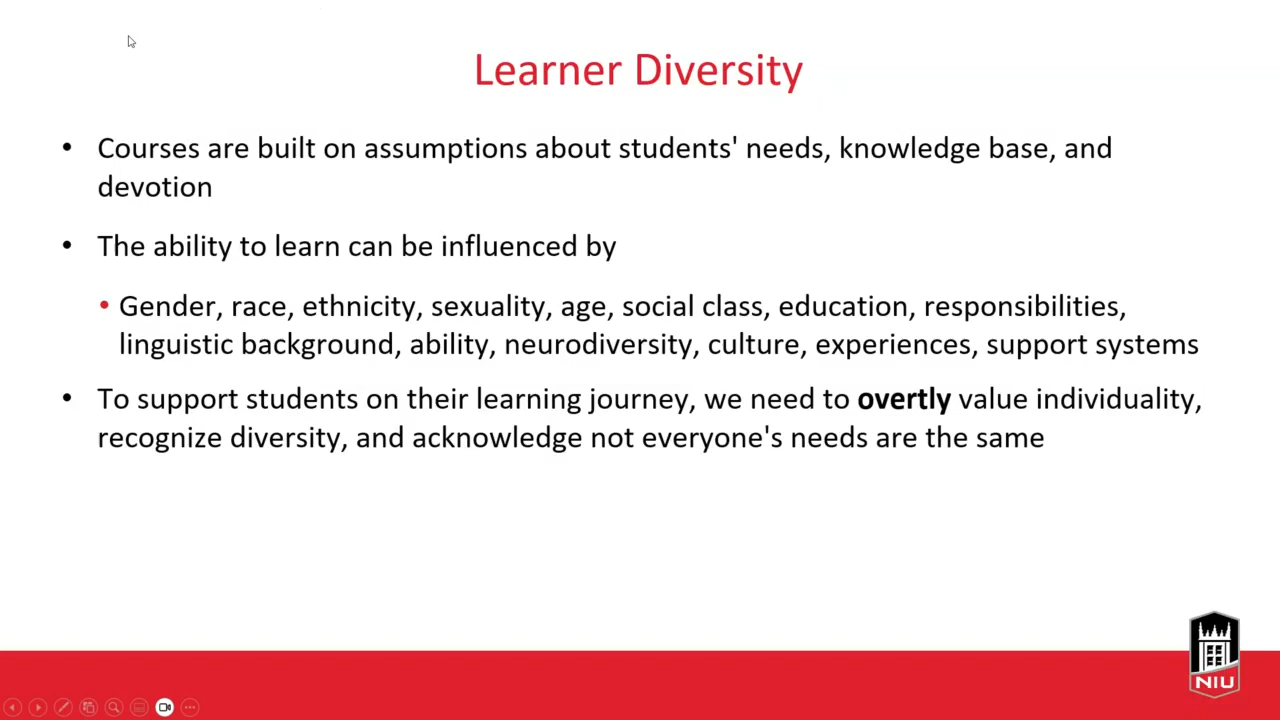 Learner Diversity
• Courses are built on assumptions about students' needs, knowledge base, and
devotion
• The ability to learn can be influenced by
• Gender, race, ethnicity, sexuality, age, social class, education, responsibilities,
linguistic background, ability, neurodiversity, culture, experiences, support systems
• To support students on their learning journey, we need to overtly value individuality,
recognize diversity, and acknowledge not everyone's needs are the same
NIU